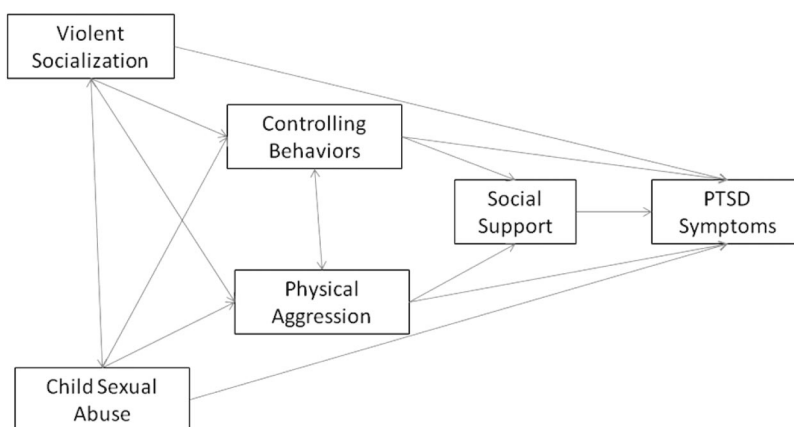 Violent
Socialization
Controlling
Behaviors
Social
Support
PTSD
Symptoms
Physical
Aggression
Child Sexual
Abuse